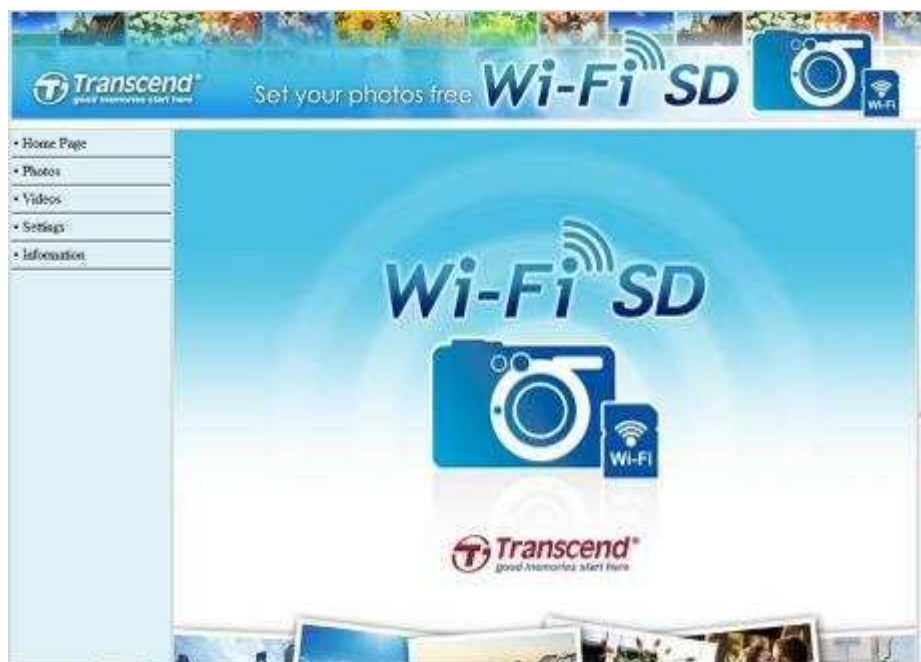 Transcend®
good memories start here
Set your photos free Wi-Fi SD
Wi-Fi
• Home Page
• Photos
• Videos
• Settings
• Information
Wi-Fi SD
Wi-Fi
Transcend®
good memories start here